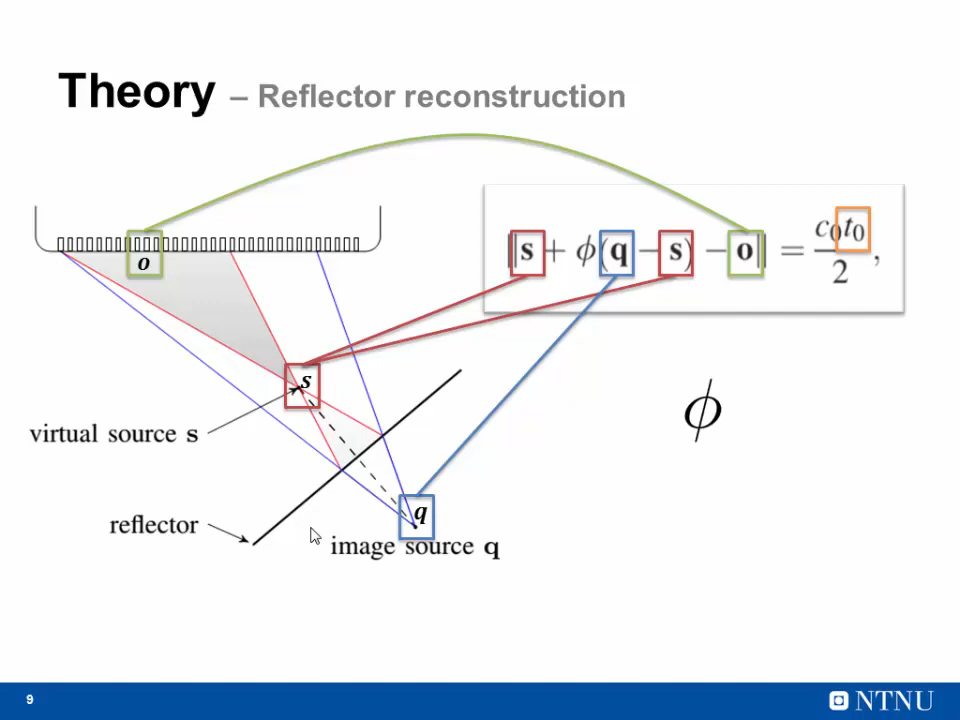 Theory – Reflector reconstruction
‖s + ϕ(q − s) − o‖ = c₀t₀/2,
o
s
ϕ
virtual source s
q
reflector
image source q
9
NTNU